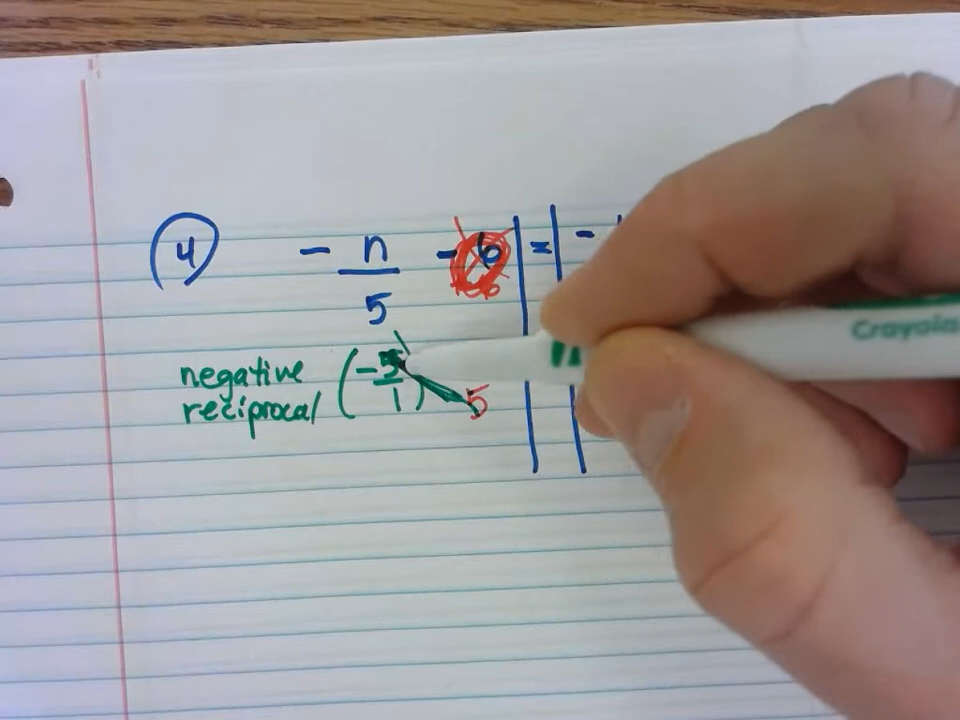 4 - n/5 - 6 = -
negative (-5/1) 5
reciprocal
Crayola